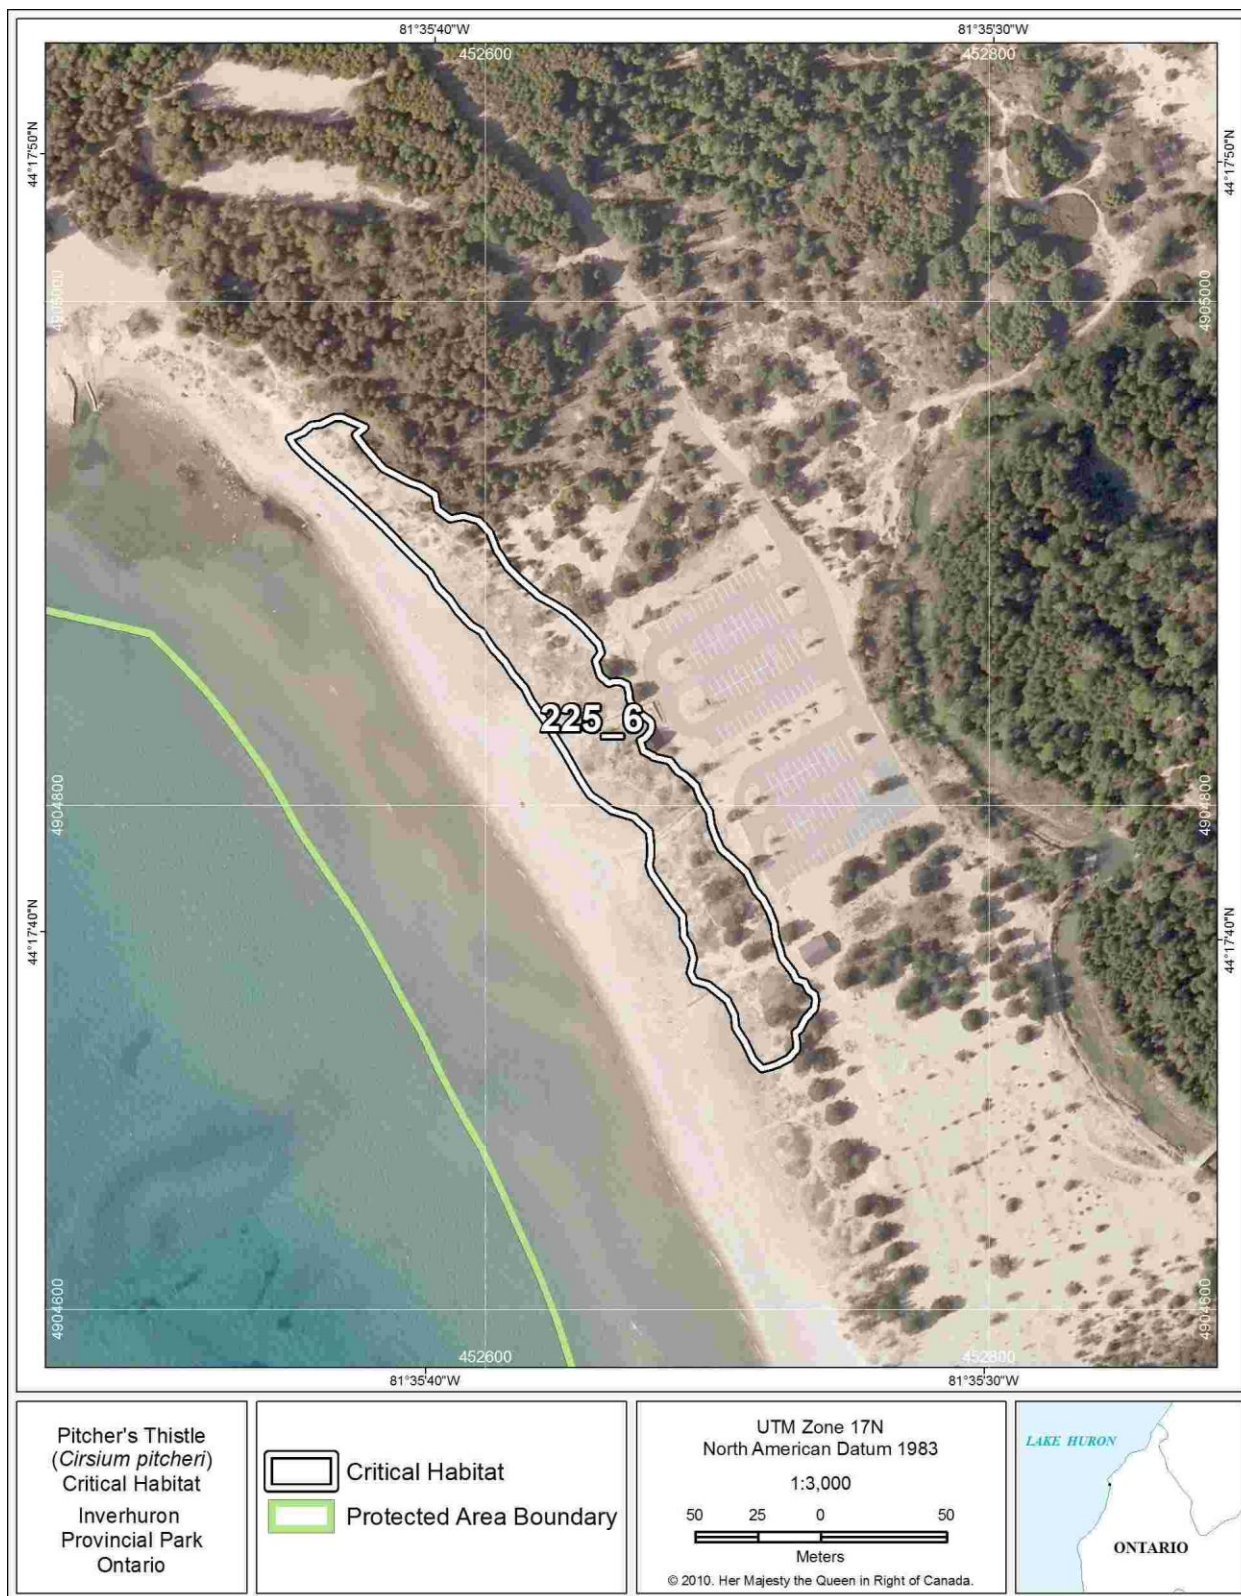 81°35'40"W
81°35'30"W
452600
452800
44°17'50"N
44°17'50"N
4905000
4905000
225_6
4904800
4904800
44°17'40"N
44°17'40"N
4904600
4904600
452600
452800
81°35'40"W
81°35'30"W
Pitcher's Thistle
(Cirsium pitcheri)
Critical Habitat
Inverhuron
Provincial Park
Ontario
Critical Habitat
Protected Area Boundary
UTM Zone 17N
North American Datum 1983
1:3,000
50 25 0 50
Meters
© 2010. Her Majesty the Queen in Right of Canada.
LAKE HURON
ONTARIO